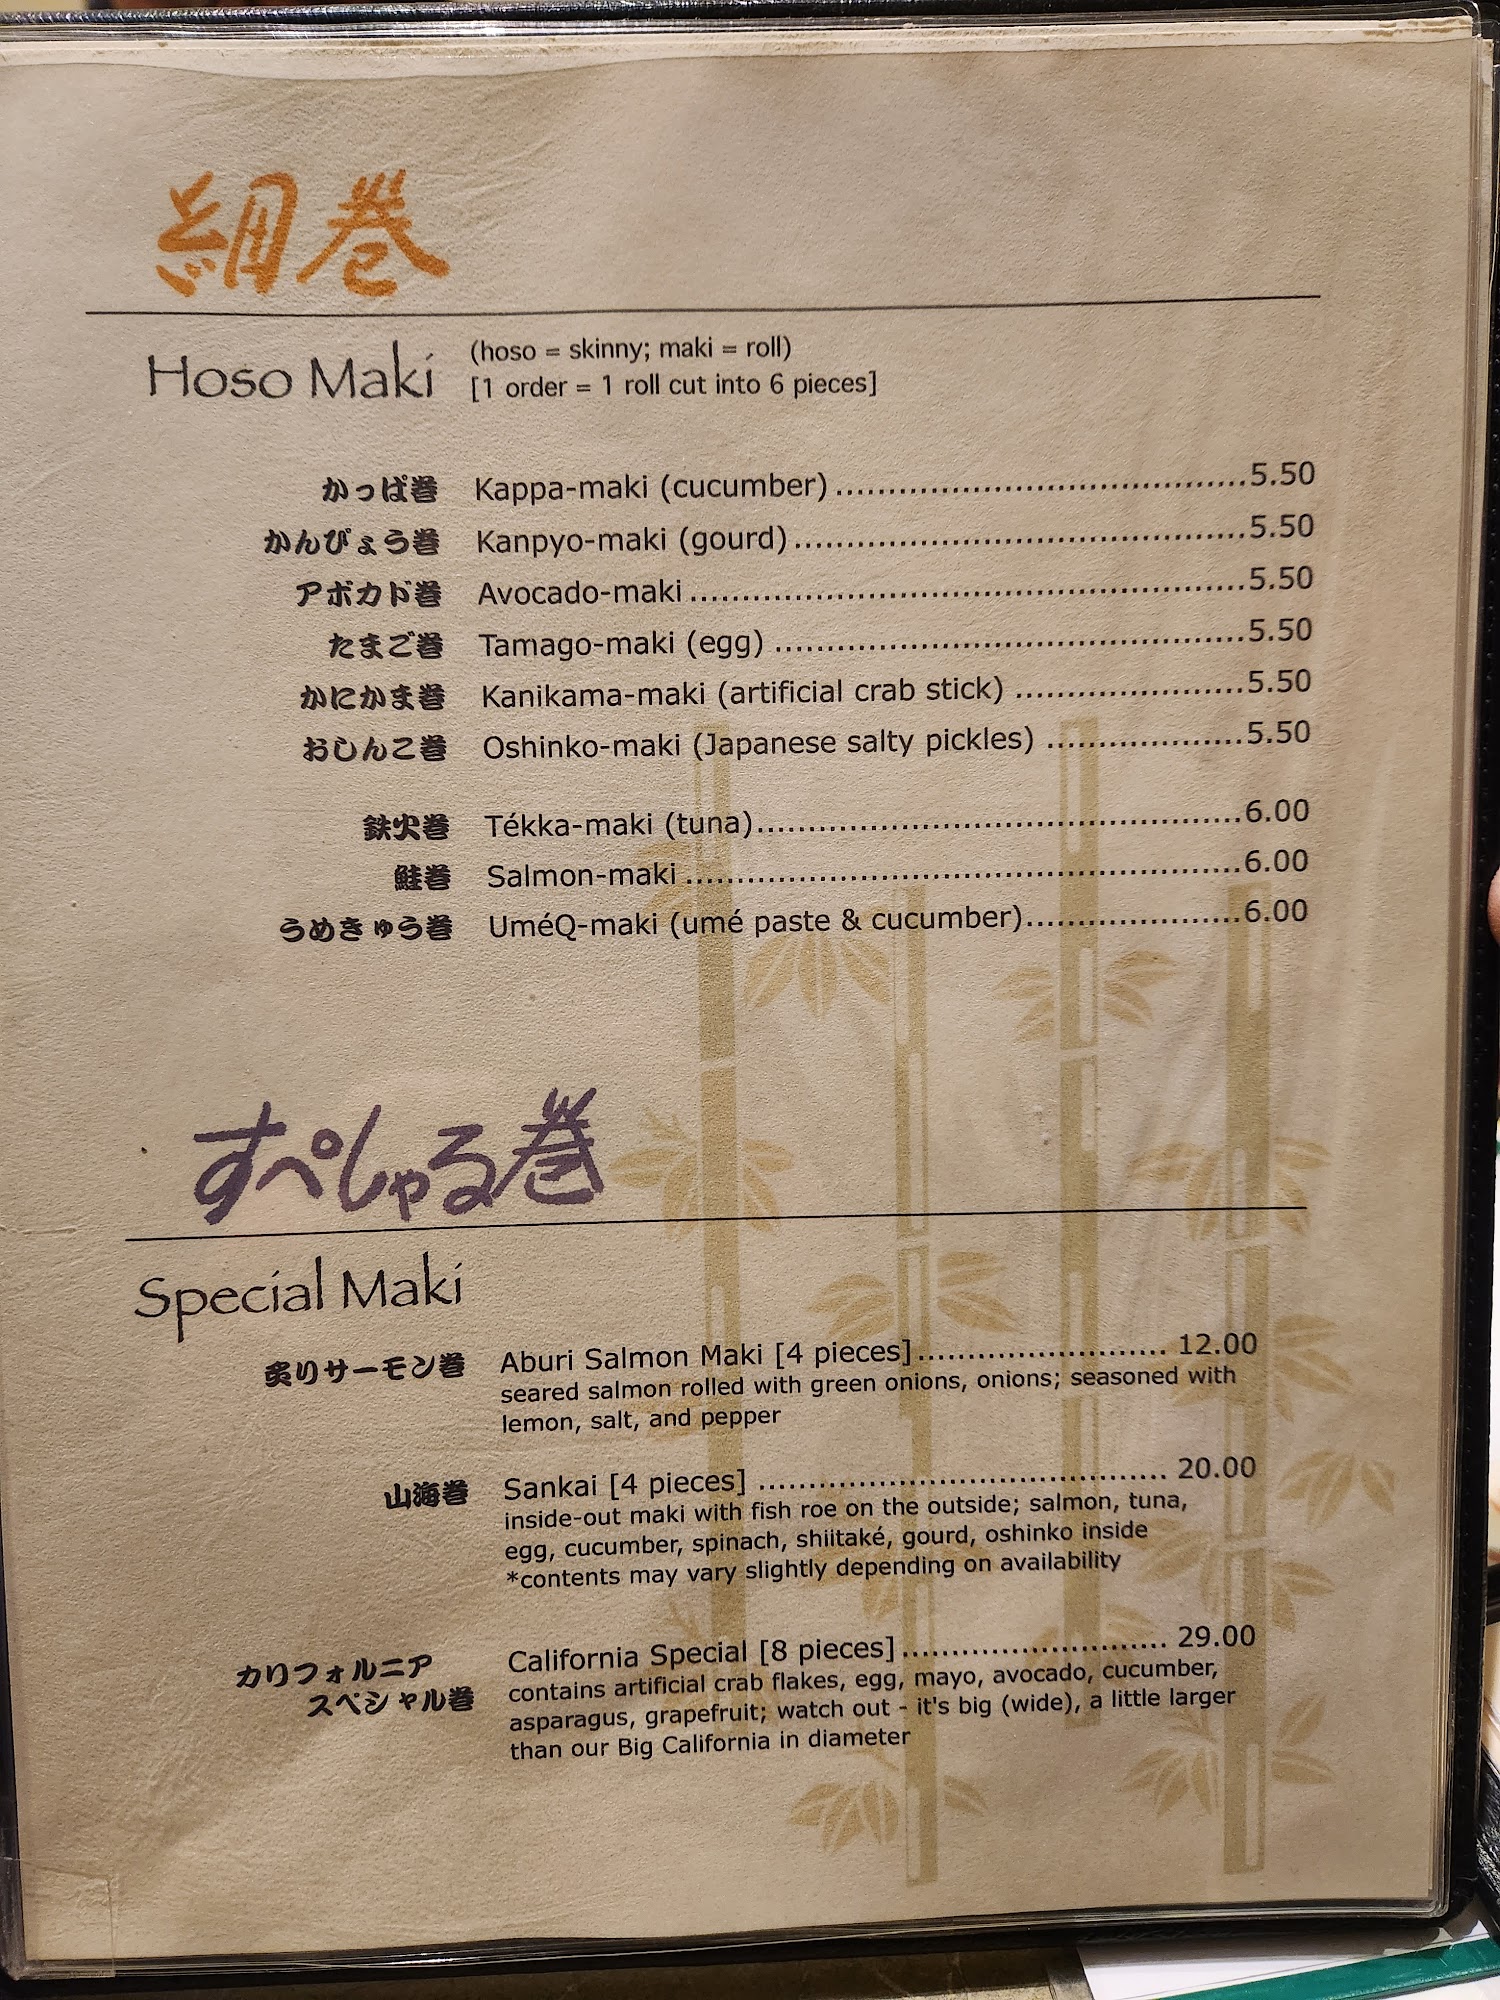 細巻
Hoso Maki (hoso = skinny; maki = roll)
[1 order = 1 roll cut into 6 pieces]
かっぱ巻 Kappa-maki (cucumber)........................................5.50
かんぴょう巻 Kanpyo-maki (gourd)............................................5.50
アボカド巻 Avocado-maki......................................................5.50
たまご巻 Tamago-maki (egg) .............................................5.50
かにかま巻 Kanikama-maki (artificial crab stick) ......................5.50
おしんこ巻 Oshinko-maki (Japanese salty pickles) ...................5.50
鉄火巻 Tékka-maki (tuna)...............................................6.00
鮭巻 Salmon-maki......................................................6.00
うめきゅう巻 UméQ-maki (umé paste & cucumber).....................6.00
すぺしゃる巻
Special Maki
炙りサーモン巻 Aburi Salmon Maki [4 pieces]......................... 12.00
seared salmon rolled with green onions, onions; seasoned with
lemon, salt, and pepper
山海巻 Sankai [4 pieces] ......................................... 20.00
inside-out maki with fish roe on the outside; salmon, tuna,
egg, cucumber, spinach, shiitaké, gourd, oshinko inside
*contents may vary slightly depending on availability
カリフォルニア
スペシャル巻 California Special [8 pieces]........................... 29.00
contains artificial crab flakes, egg, mayo, avocado, cucumber,
asparagus, grapefruit; watch out - it's big (wide), a little larger
than our Big California in diameter